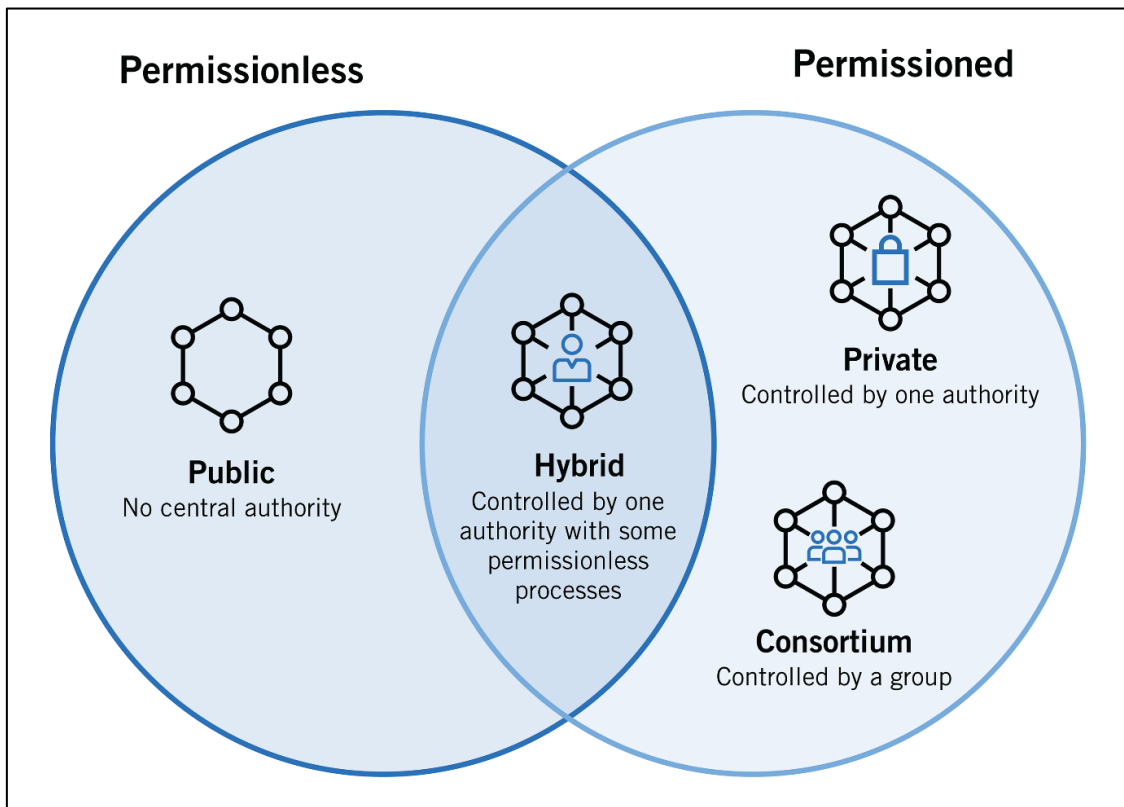 Permissionless
Permissioned
Public
No central authority
Hybrid
Controlled by one
authority with some
permissionless
processes
Private
Controlled by one authority
Consortium
Controlled by a group